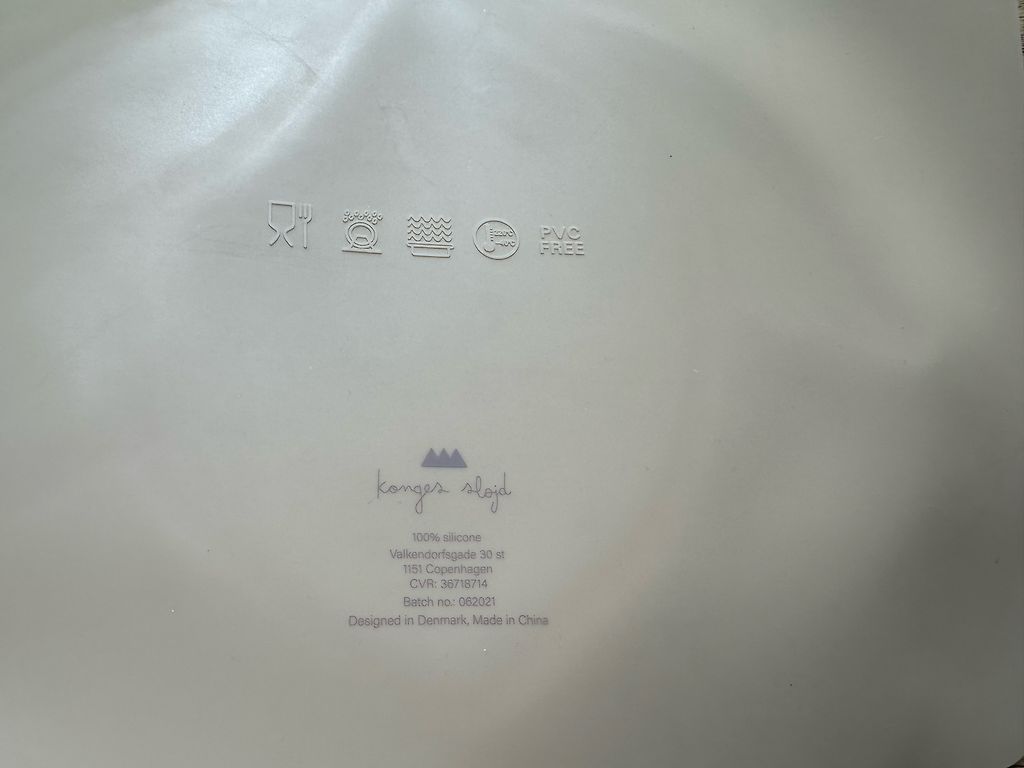 PVC
FREE
konges sløjd
100% silicone
Valkendorfsgade 30 st
1151 Copenhagen
CVR: 36718714
Batch no.: 062021
Designed in Denmark, Made in China